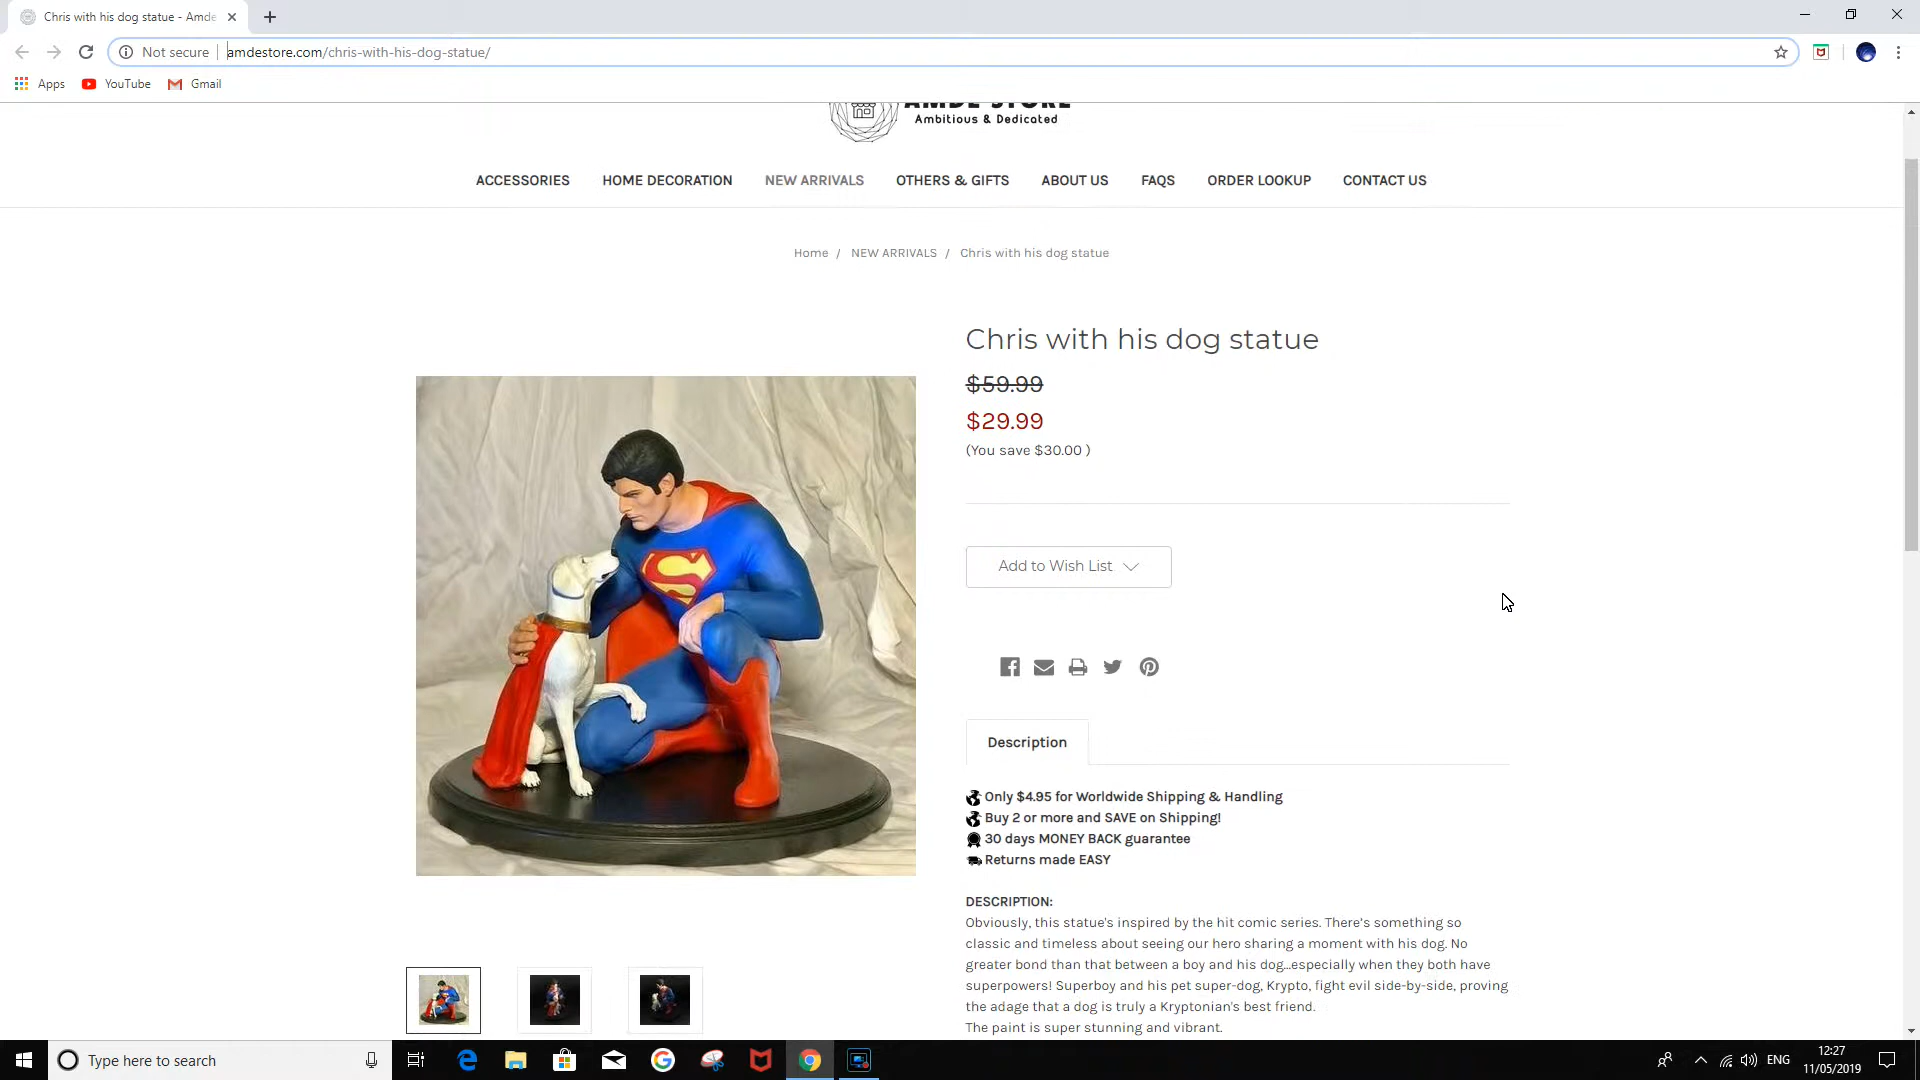 Chris with his dog statue - Amde
Not secure
amdestore.com/chris-with-his-dog-statue/
Apps
YouTube
Gmail
AMDE STORE
Ambitious & Dedicated
ACCESSORIES
HOME DECORATION
NEW ARRIVALS
OTHERS & GIFTS
ABOUT US
FAQS
ORDER LOOKUP
CONTACT US
Home / NEW ARRIVALS / Chris with his dog statue
Chris with his dog statue
$59.99
$29.99
(You save $30.00 )
Add to Wish List
Description
Only $4.95 for Worldwide Shipping & Handling
Buy 2 or more and SAVE on Shipping!
30 days MONEY BACK guarantee
Returns made EASY
DESCRIPTION:
Obviously, this statue's inspired by the hit comic series. There's something so
classic and timeless about seeing our hero sharing a moment with his dog. No
greater bond than that between a boy and his dog...especially when they both have
superpowers! Superboy and his pet super-dog, Krypto, fight evil side-by-side, proving
the adage that a dog is truly a Kryptonian's best friend.
The paint is super stunning and vibrant.
Type here to search
ENG
12:27
11/05/2019